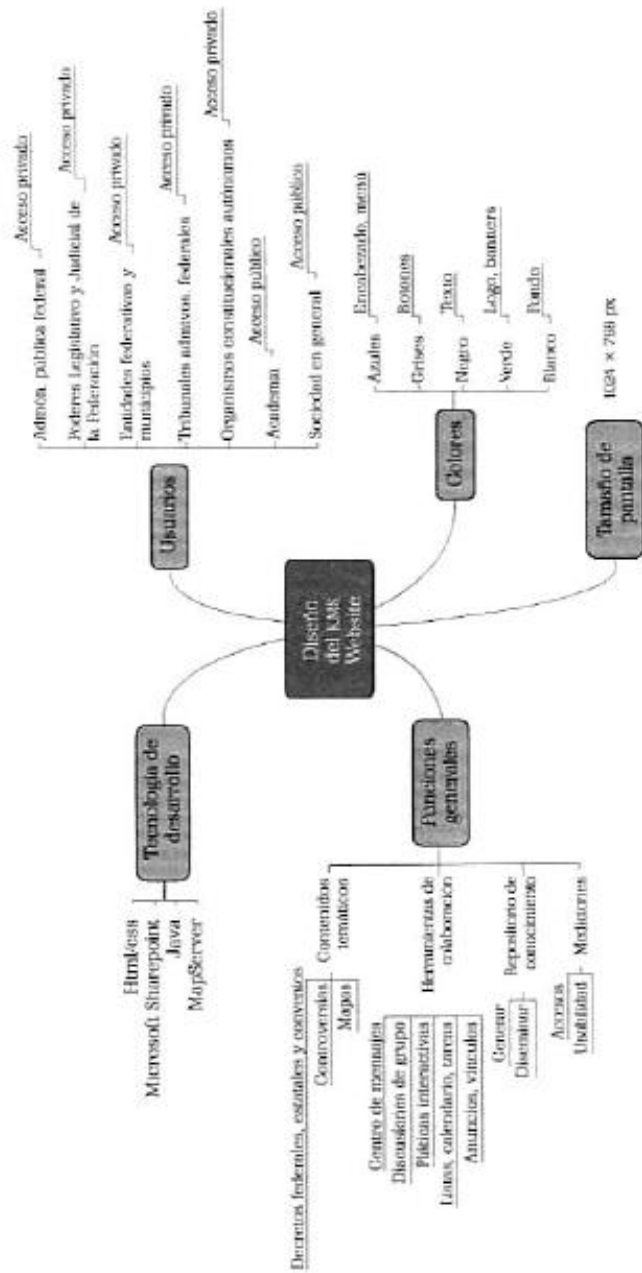 Diseño
del KMS
Website
Tecnología de
desarrollo
Html/css
Microsoft Sharepoint
Java
MapServer
Usuarios
Admón. pública federal
Acceso privado
Poderes Legislativo y Judicial de
la Federación
Acceso privado
Entidades federativas y
municipios
Acceso privado
Tribunales admvos. federales
Acceso privado
Organismos constitucionales autónomos
Acceso privado
Academia
Acceso público
Sociedad en general
Acceso público
Funciones
generales
Contenidos
temáticos
Decretos federales, estatales y convenios
Controversias
Mapas
Herramientas de
colaboración
Centro de mensajes
Discusiones de grupo
Pláticas interactivas
Listas, calendario, tareas
Anuncios, vínculos
Repositorio de
conocimiento
Generar
Diseminar
Mediciones
Accesos
Usabilidad
Colores
Azules
Encabezado, menú
Grises
Botones
Negro
Texto
Verde
Logo, banners
Blanco
Fondo
Tamaño de
pantalla
1024 × 768 px